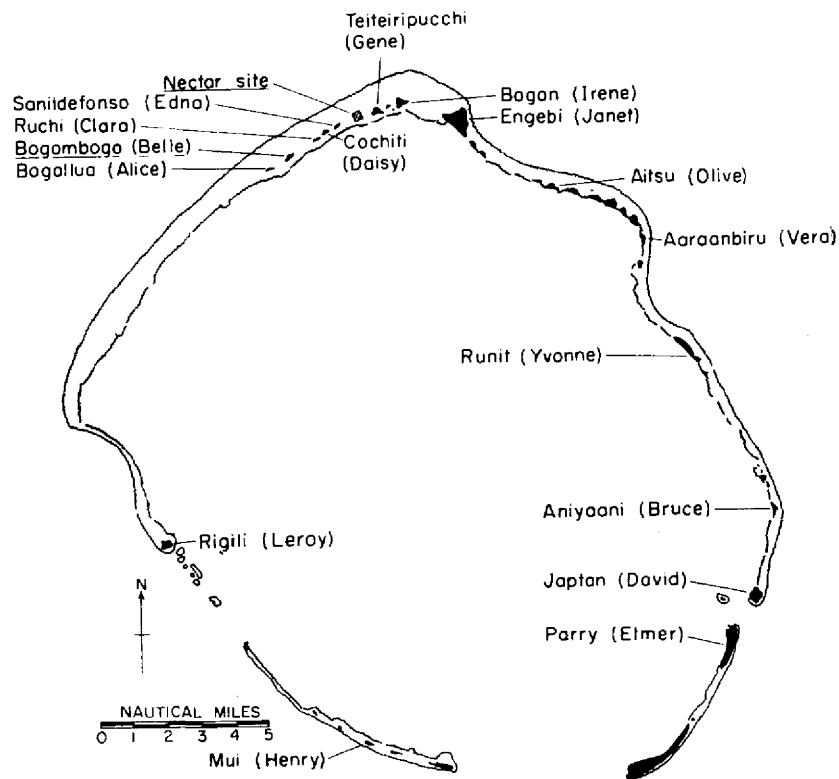 Teiteiripucchi
(Gene)
Nectar site
Sanildefonso (Edna)
Ruchi (Clara)
Bogombogo (Belle)
Bogallua (Alice)
Cochiti
(Daisy)
Bogon (Irene)
Engebi (Janet)
Aitsu (Olive)
Aaraanbiru (Vera)
Runit (Yvonne)
Aniyaani (Bruce)
Rigili (Leroy)
Japtan (David)
Parry (Elmer)
N
NAUTICAL MILES
0 1 2 3 4 5
Mui (Henry)